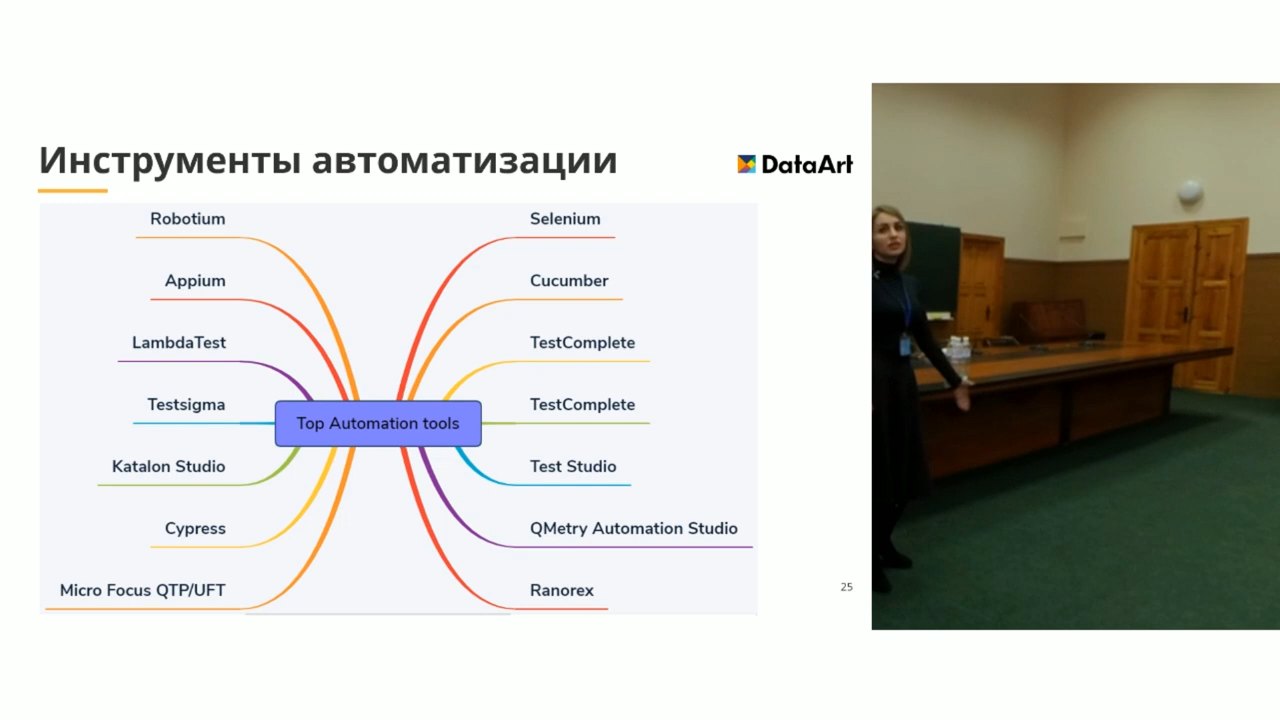 Инструменты автоматизации
DataArt
Robotium
Appium
LambdaTest
Testsigma
Katalon Studio
Cypress
Micro Focus QTP/UFT
Top Automation tools
Selenium
Cucumber
TestComplete
TestComplete
Test Studio
QMetry Automation Studio
Ranorex
25